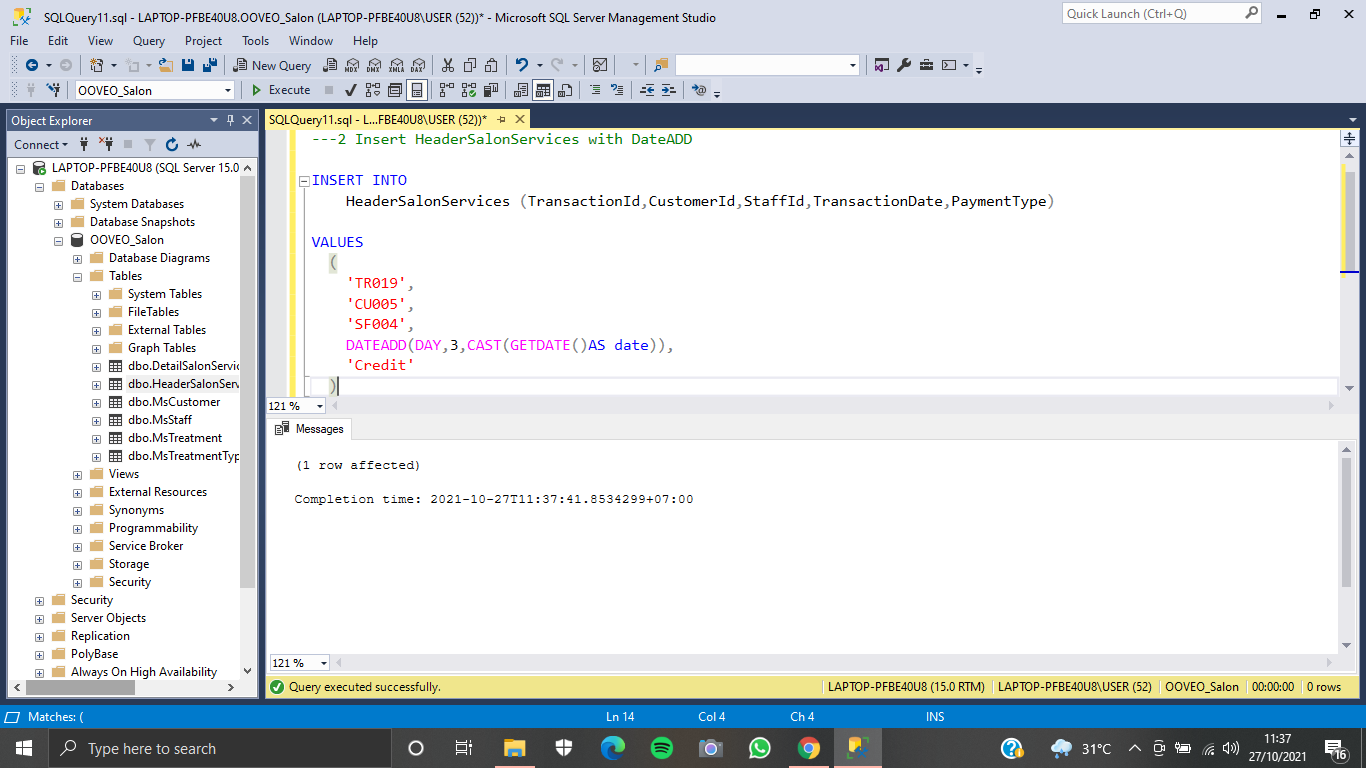 SQLQuery11.sql - LAPTOP-PFBE40U8.OOVEO_Salon (LAPTOP-PFBE40U8\USER (52))* - Microsoft SQL Server Management Studio
Quick Launch (Ctrl+Q)
File Edit View Query Project Tools Window Help
New Query MDX DMX XMLA DAX
OOVEO_Salon Execute
Object Explorer
Connect
LAPTOP-PFBE40U8 (SQL Server 15.0
Databases
System Databases
Database Snapshots
OOVEO_Salon
Database Diagrams
Tables
System Tables
FileTables
External Tables
Graph Tables
dbo.DetailSalonServic
dbo.HeaderSalonServ
dbo.MsCustomer
dbo.MsStaff
dbo.MsTreatment
dbo.MsTreatmentTyp
Views
External Resources
Synonyms
Programmability
Service Broker
Storage
Security
Security
Server Objects
Replication
PolyBase
Always On High Availability
SQLQuery11.sql - L...FBE40U8\USER (52))*
---2 Insert HeaderSalonServices with DateADD
INSERT INTO
HeaderSalonServices (TransactionId,CustomerId,StaffId,TransactionDate,PaymentType)
VALUES
(
'TR019',
'CU005',
'SF004',
DATEADD(DAY,3,CAST(GETDATE()AS date)),
'Credit'
)
121 %
Messages
(1 row affected)
Completion time: 2021-10-27T11:37:41.8534299+07:00
121 %
Query executed successfully. LAPTOP-PFBE40U8 (15.0 RTM) LAPTOP-PFBE40U8\USER (52) OOVEO_Salon 00:00:00 0 rows
Matches: ( Ln 14 Col 4 Ch 4 INS
Type here to search
31°C
11:37
27/10/2021
16